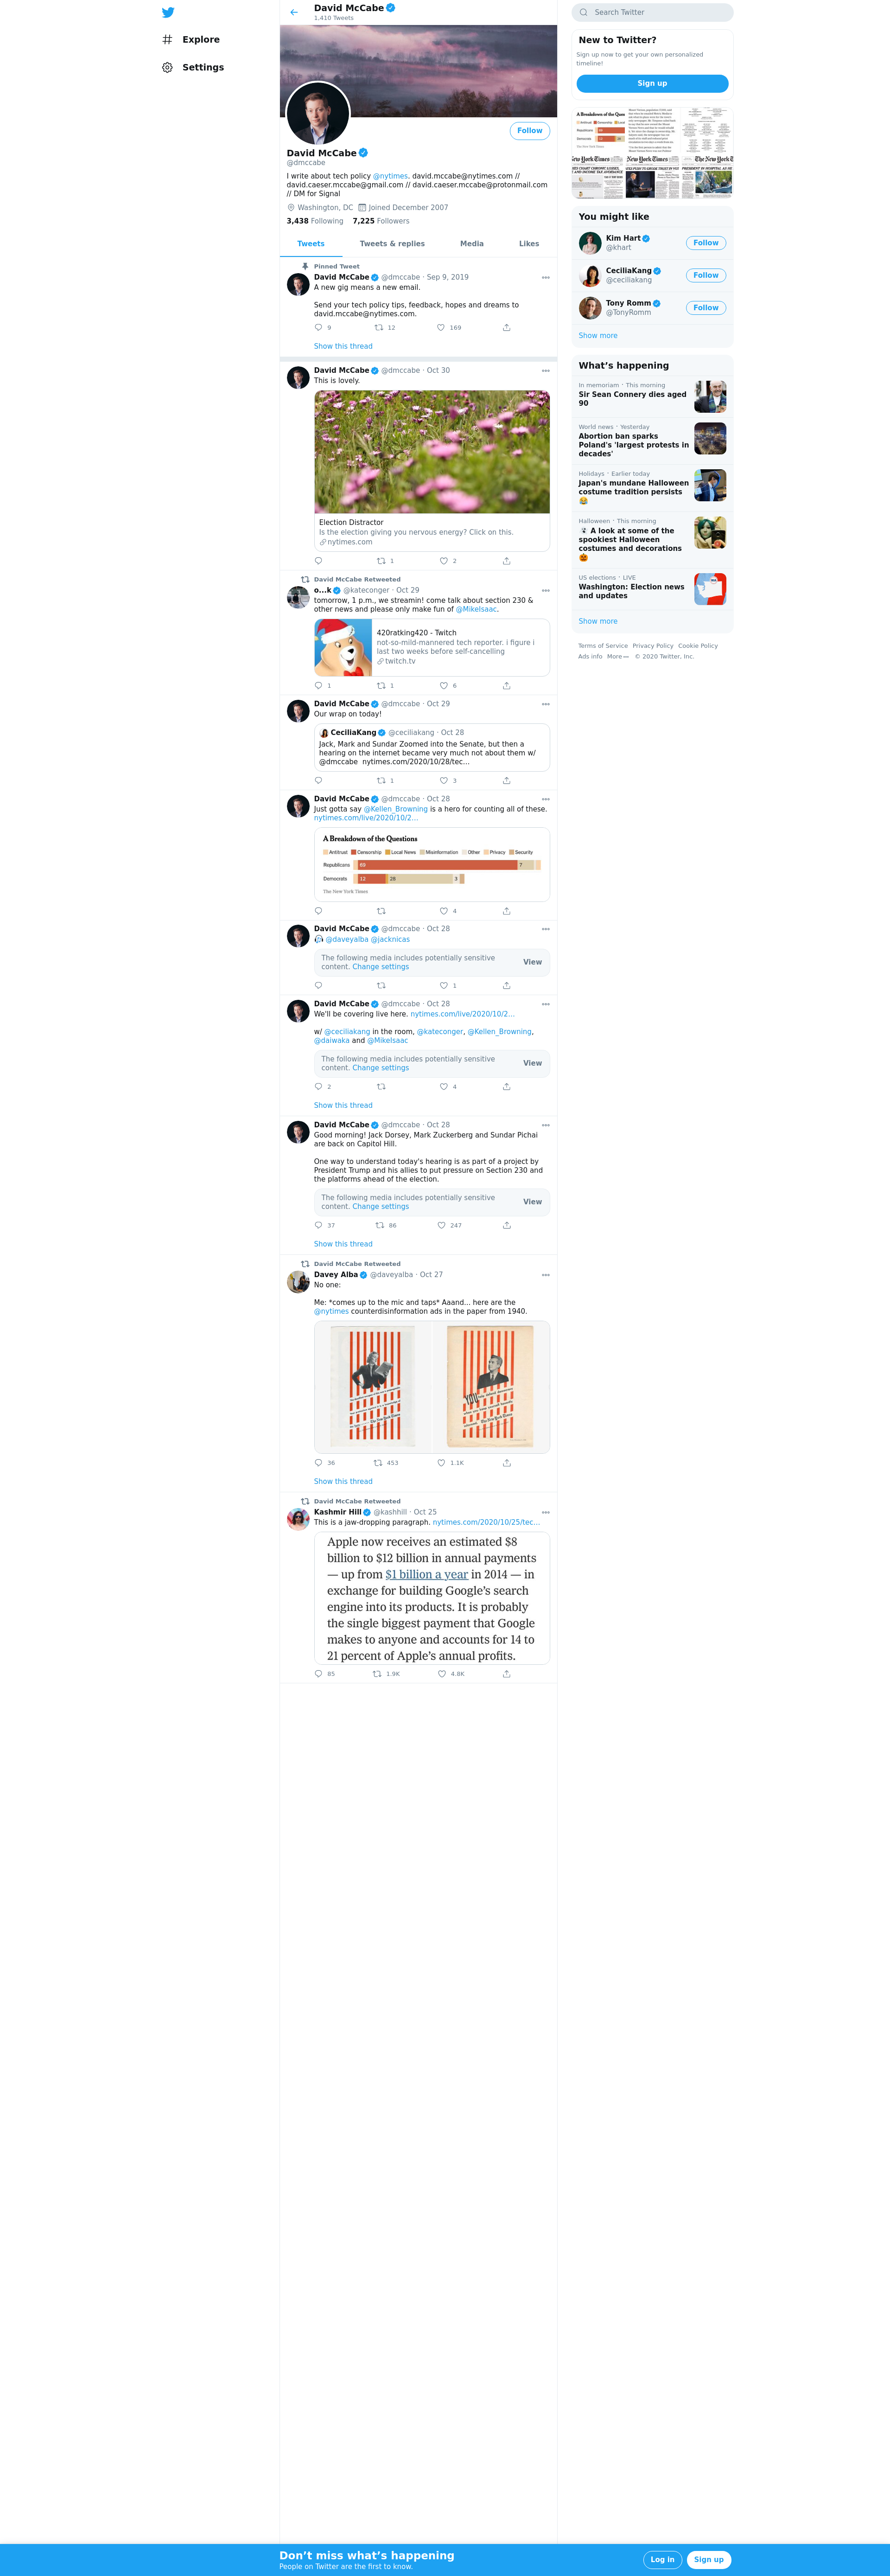 Explore
Settings
David McCabe
1,410 Tweets
Follow
David McCabe
@dmccabe
I write about tech policy @nytimes. david.mccabe@nytimes.com //
david.caeser.mccabe@gmail.com // david.caeser.mccabe@protonmail.com
// DM for Signal
Washington, DC Joined December 2007
3,438 Following 7,225 Followers
Tweets Tweets & replies Media Likes
Pinned Tweet
David McCabe @dmccabe · Sep 9, 2019
A new gig means a new email.
Send your tech policy tips, feedback, hopes and dreams to
david.mccabe@nytimes.com.
9 12 169
Show this thread
David McCabe @dmccabe · Oct 30
This is lovely.
Election Distractor
Is the election giving you nervous energy? Click on this.
nytimes.com
1 2
David McCabe Retweeted
o...k @kateconger · Oct 29
tomorrow, 1 p.m., we streamin! come talk about section 230 &
other news and please only make fun of @MikeIsaac.
420ratking420 - Twitch
not-so-mild-mannered tech reporter. i figure i
last two weeks before self-cancelling
twitch.tv
1 1 6
David McCabe @dmccabe · Oct 29
Our wrap on today!
CeciliaKang @ceciliakang · Oct 28
Jack, Mark and Sundar Zoomed into the Senate, but then a
hearing on the internet became very much not about them w/
@dmccabe nytimes.com/2020/10/28/tec…
1 3
David McCabe @dmccabe · Oct 28
Just gotta say @Kellen_Browning is a hero for counting all of these.
nytimes.com/live/2020/10/2…
A Breakdown of the Questions
Antitrust Censorship Local News Misinformation Other Privacy Security
Republicans 69 7
Democrats 12 28 3
The New York Times
4
David McCabe @dmccabe · Oct 28
@daveyalba @jacknicas
The following media includes potentially sensitive
content. Change settings
View
1
David McCabe @dmccabe · Oct 28
We'll be covering live here. nytimes.com/live/2020/10/2…
w/ @ceciliakang in the room, @kateconger, @Kellen_Browning,
@daiwaka and @MikeIsaac
The following media includes potentially sensitive
content. Change settings
View
2 4
Show this thread
David McCabe @dmccabe · Oct 28
Good morning! Jack Dorsey, Mark Zuckerberg and Sundar Pichai
are back on Capitol Hill.
One way to understand today's hearing is as part of a project by
President Trump and his allies to put pressure on Section 230 and
the platforms ahead of the election.
The following media includes potentially sensitive
content. Change settings
View
37 86 247
Show this thread
David McCabe Retweeted
Davey Alba @daveyalba · Oct 27
No one:
Me: *comes up to the mic and taps* Aaand... here are the
@nytimes counterdisinformation ads in the paper from 1940.
YOU
The New York Times
The New York Times
36 453 1.1K
Show this thread
David McCabe Retweeted
Kashmir Hill @kashhill · Oct 25
This is a jaw-dropping paragraph. nytimes.com/2020/10/25/tec…
Apple now receives an estimated $8
billion to $12 billion in annual payments
— up from $1 billion a year in 2014 — in
exchange for building Google's search
engine into its products. It is probably
the single biggest payment that Google
makes to anyone and accounts for 14 to
21 percent of Apple's annual profits.
85 1.9K 4.8K
Search Twitter
New to Twitter?
Sign up now to get your own personalized
timeline!
Sign up
A Breakdown of the Ques
New York Times
New York Times
The New York T
You might like
Kim Hart
@khart
Follow
CeciliaKang
@ceciliakang
Follow
Tony Romm
@TonyRomm
Follow
Show more
What's happening
In memoriam · This morning
Sir Sean Connery dies aged
90
World news · Yesterday
Abortion ban sparks
Poland's 'largest protests in
decades'
Holidays · Earlier today
Japan's mundane Halloween
costume tradition persists
😂
Halloween · This morning
A look at some of the
spookiest Halloween
costumes and decorations
🎃
US elections · LIVE
Washington: Election news
and updates
Show more
Terms of Service Privacy Policy Cookie Policy
Ads info More © 2020 Twitter, Inc.
Don't miss what's happening
People on Twitter are the first to know.
Log in Sign up